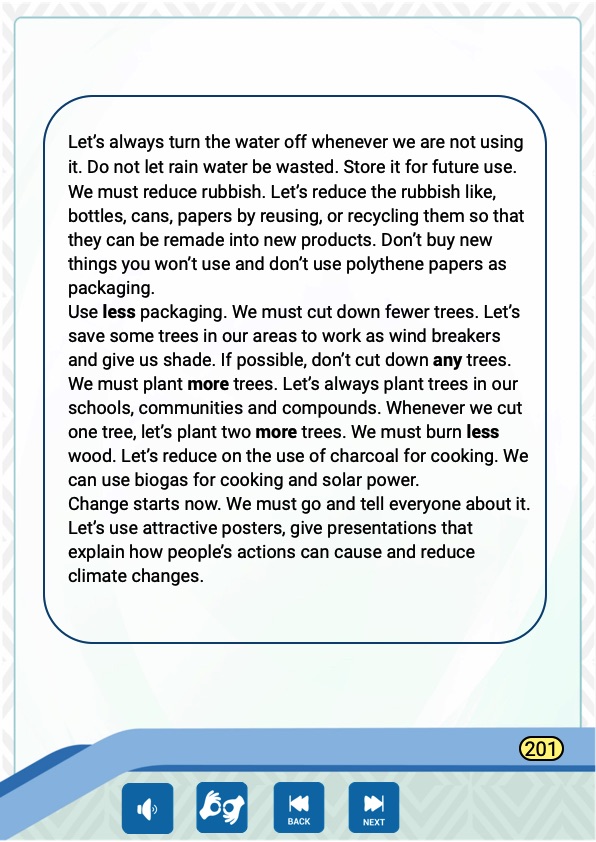 Let’s always turn the water off whenever we are not using
it. Do not let rain water be wasted. Store it for future use.
We must reduce rubbish. Let’s reduce the rubbish like,
bottles, cans, papers by reusing, or recycling them so that
they can be remade into new products. Don’t buy new
things you won’t use and don’t use polythene papers as
packaging.
Use less packaging. We must cut down fewer trees. Let’s
save some trees in our areas to work as wind breakers
and give us shade. If possible, don’t cut down any trees.
We must plant more trees. Let’s always plant trees in our
schools, communities and compounds. Whenever we cut
one tree, let’s plant two more trees. We must burn less
wood. Let’s reduce on the use of charcoal for cooking. We
can use biogas for cooking and solar power.
Change starts now. We must go and tell everyone about it.
Let’s use attractive posters, give presentations that
explain how people’s actions can cause and reduce
climate changes.
201
BACK
NEXT